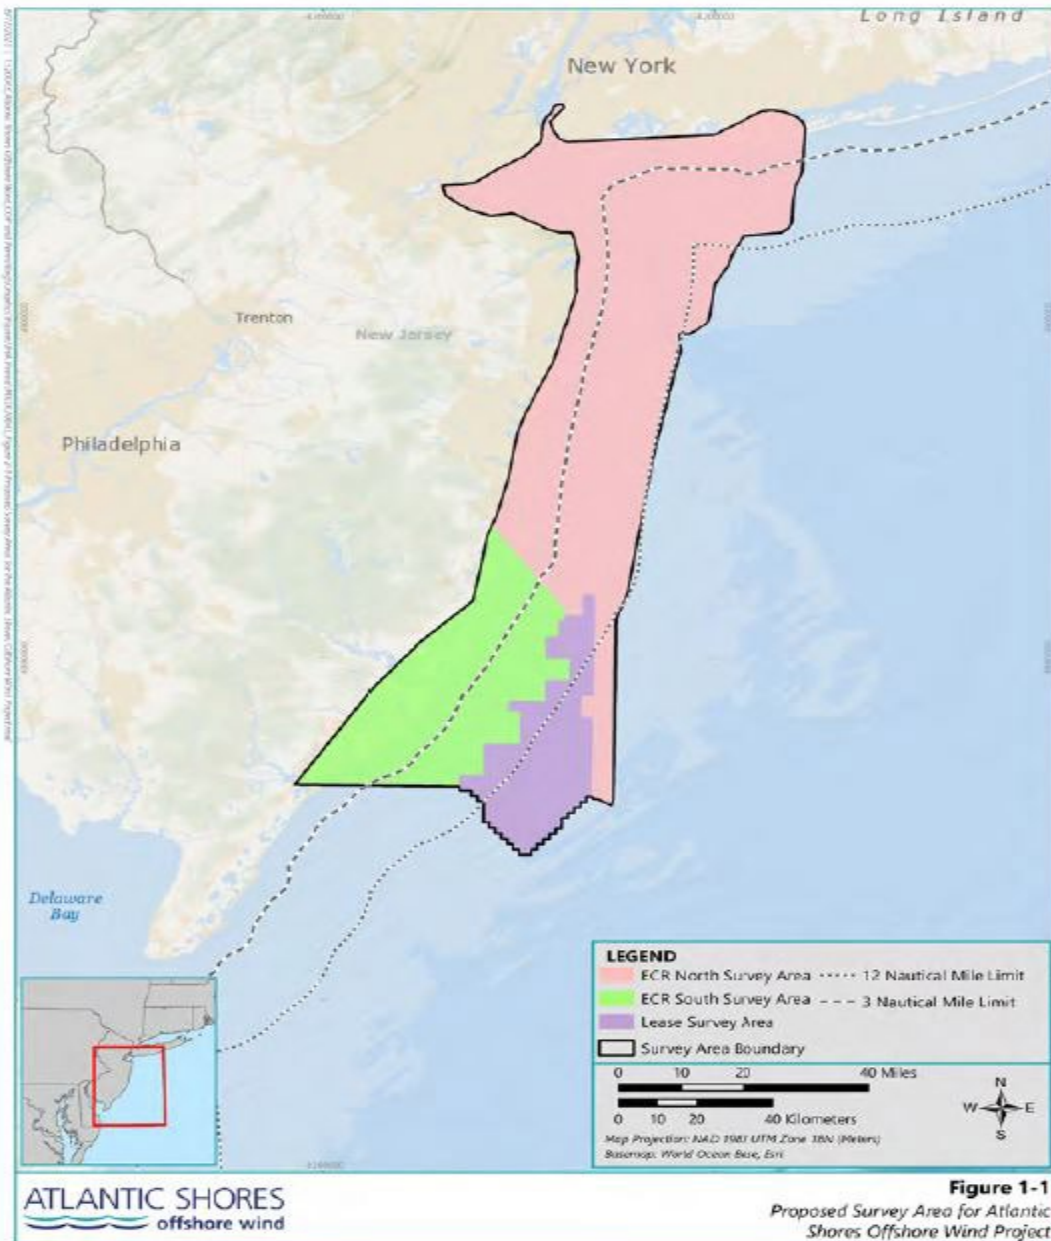 Long Island
New York
Trenton
New Jersey
Philadelphia
Delaware
Bay
LEGEND
ECR North Survey Area
12 Nautical Mile Limit
ECR South Survey Area
3 Nautical Mile Limit
Lease Survey Area
Survey Area Boundary
0 10 20 40 Miles
0 10 20 40 Kilometers
N
W E
S
Map Projection: NAD 1983 UTM Zone 18N (Meters)
Basemap: World Ocean Base, Esri
ATLANTIC SHORES
offshore wind
Figure 1-1
Proposed Survey Area for Atlantic
Shores Offshore Wind Project